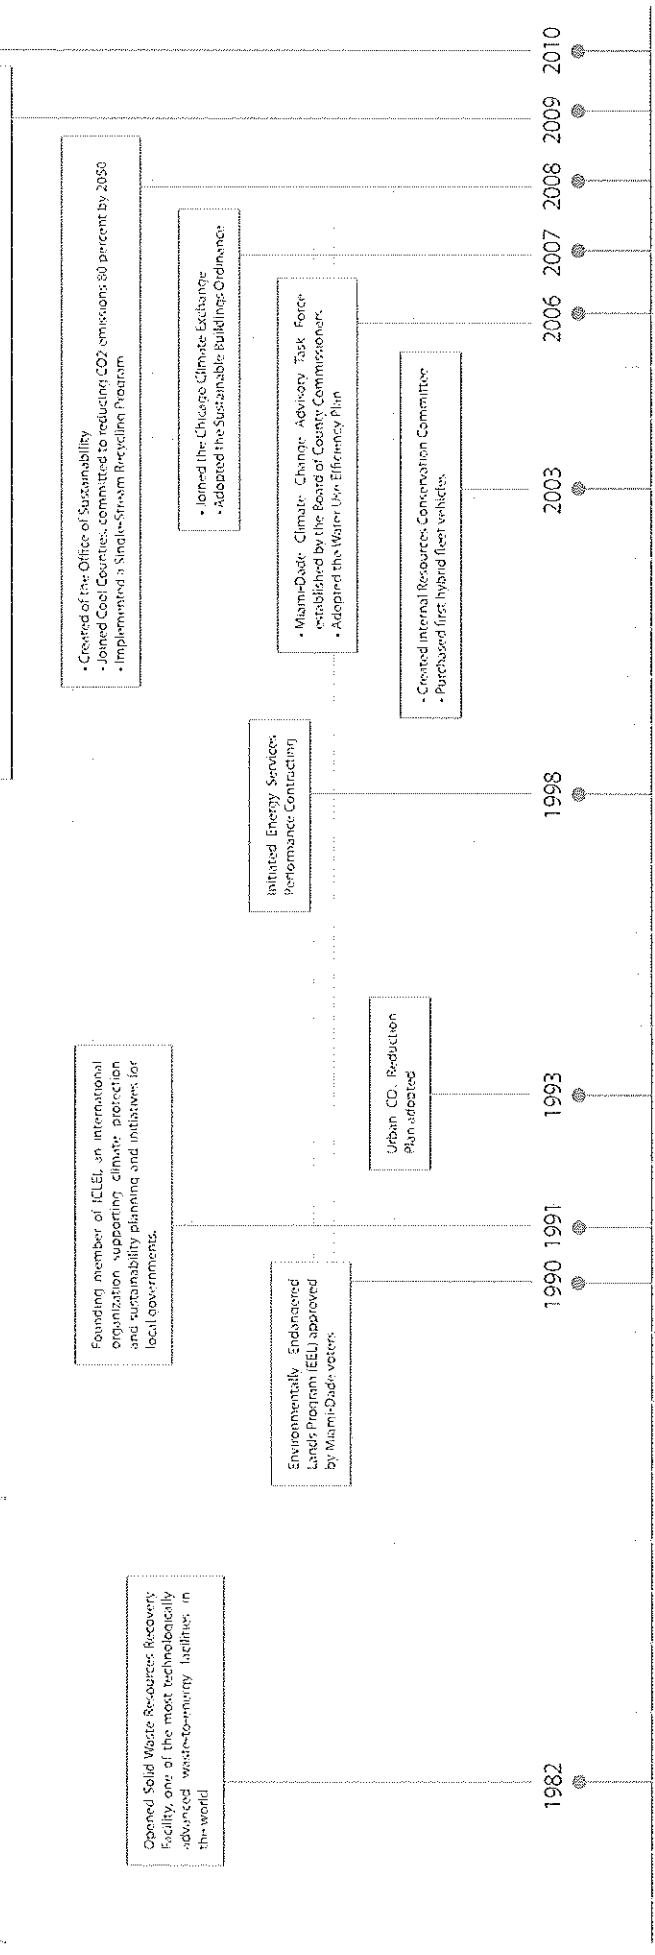 Opened Solid Waste Resources Recovery
Facility, one of the most technologically
advanced waste-to-energy facilities in
the world
Environmentally Endangered
Lands Program (EEL) approved
by Miami-Dade voters
Founding member of ICLEI, an international
organization supporting climate protection
and sustainability planning and initiatives for
local governments.
Urban CO₂ Reduction
Plan adopted
Initiated Energy Services
Performance Contracting
• Created Internal Resources Conservation Committee
• Purchased first hybrid fleet vehicles
• Miami-Dade Climate Change Advisory Task Force
established by the Board of County Commissioners
• Adopted the Water Use Efficiency Plan
• Joined the Chicago Climate Exchange
• Adopted the Sustainable Buildings Ordinance
• Created of the Office of Sustainability
• Joined Cool Counties, committed to reducing CO2 emissions 80 percent by 2050
• Implemented a Single-Stream Recycling Program
1982
1990
1991
1993
1998
2003
2006
2007
2008
2009
2010